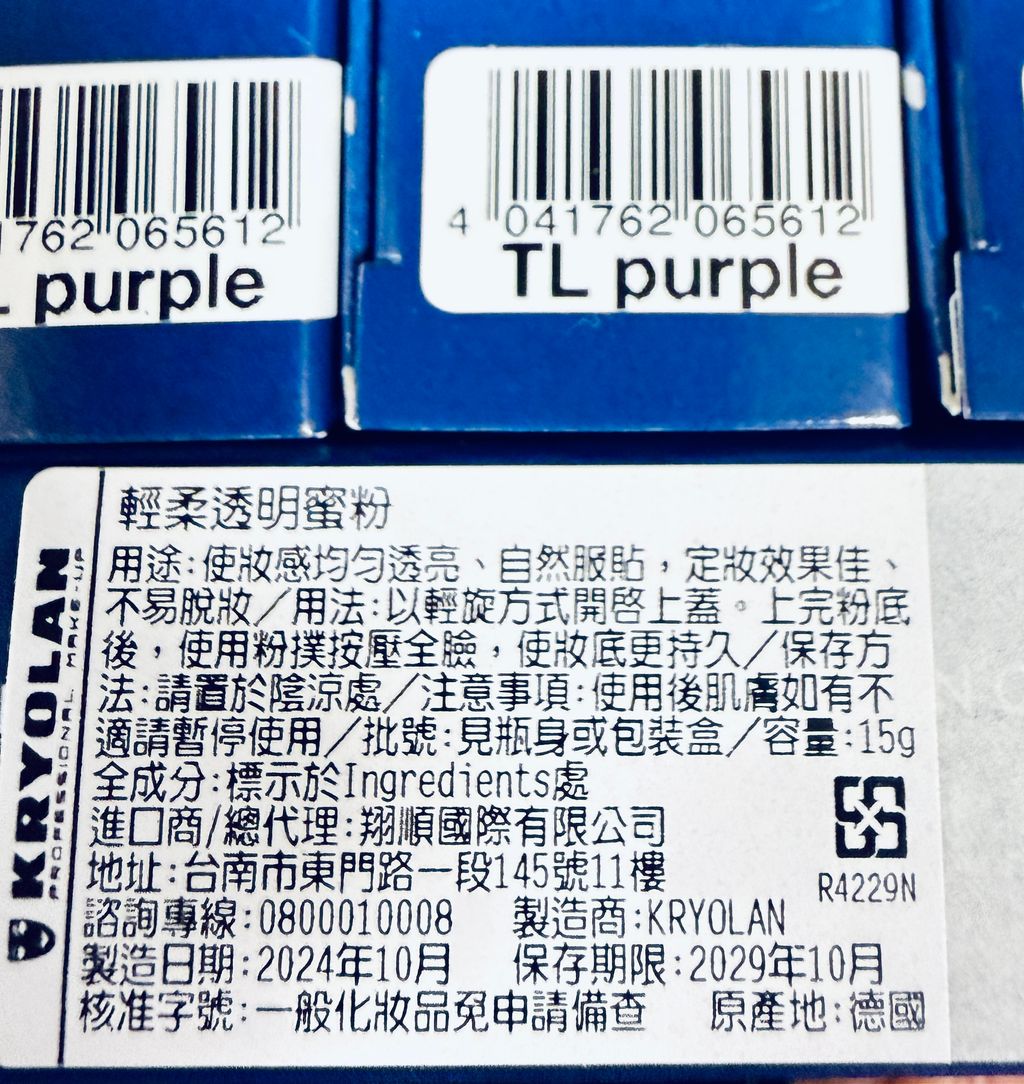 1762 065612
L purple
4 041762 065612
TL purple
KRYOLAN
PROFESSIONAL MAKE-UP
輕柔透明蜜粉
用途:使妝感均勻透亮、自然服貼，定妝效果佳、
不易脫妝／用法:以輕旋方式開啓上蓋。上完粉底
後，使用粉撲按壓全臉，使妝底更持久／保存方
法:請置於陰涼處／注意事項:使用後肌膚如有不
適請暫停使用／批號:見瓶身或包裝盒／容量:15g
全成分:標示於Ingredients處
進口商/總代理:翔順國際有限公司
地址:台南市東門路一段145號11樓
R4229N
諮詢專線:0800010008 製造商:KRYOLAN
製造日期:2024年10月 保存期限:2029年10月
核准字號:一般化妝品免申請備查 原產地:德國